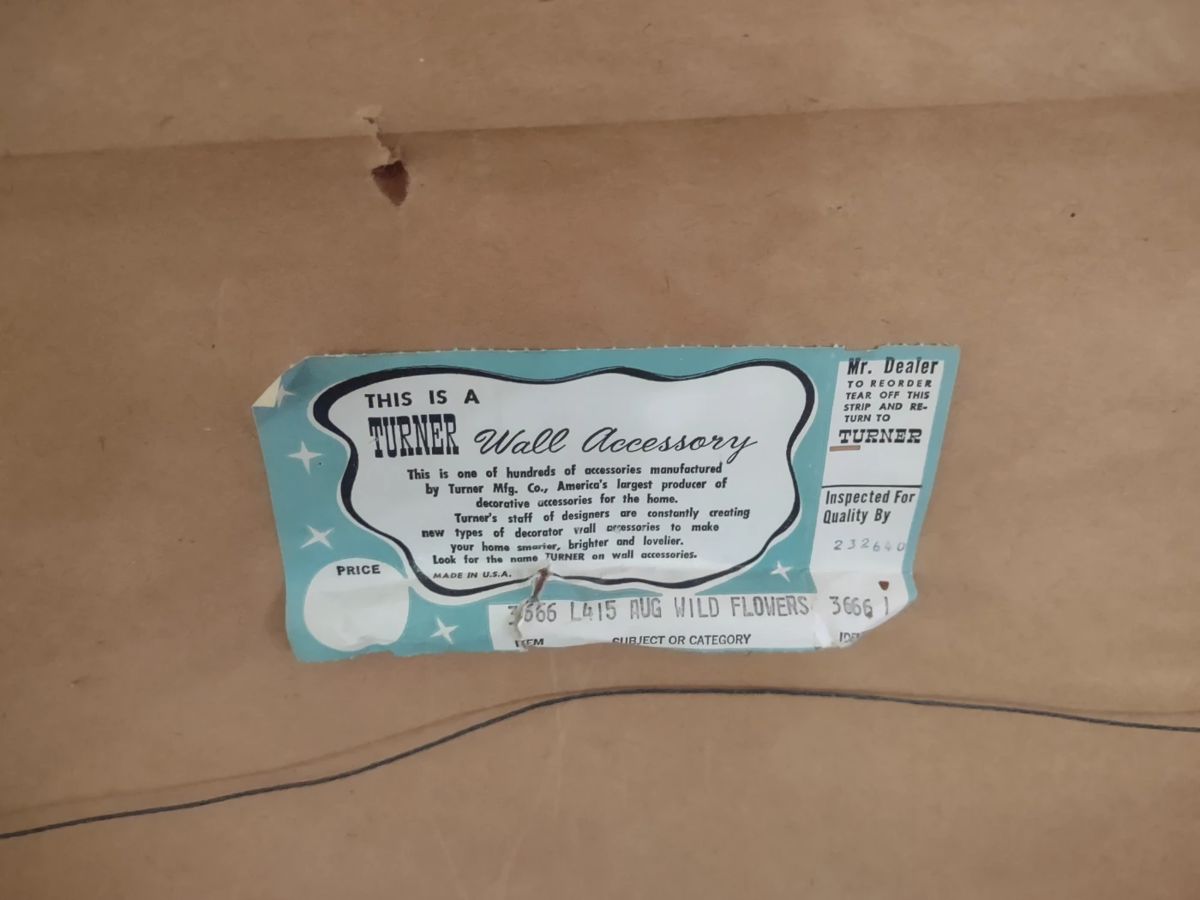 THIS IS A
TURNER Wall Accessory
This is one of hundreds of accessories manufactured
by Turner Mfg. Co., America's largest producer of
decorative accessories for the home.
Turner's staff of designers are constantly creating
new types of decorator wall accessories to make
your home smarter, brighter and lovelier.
Look for the name TURNER on wall accessories.
MADE IN U.S.A.
PRICE
3666 L415 AUG WILD FLOWERS 3666 1
ITEM SUBJECT OR CATEGORY
Mr. Dealer
TO REORDER
TEAR OFF THIS
STRIP AND RE-
TURN TO
TURNER
Inspected For
Quality By
232640